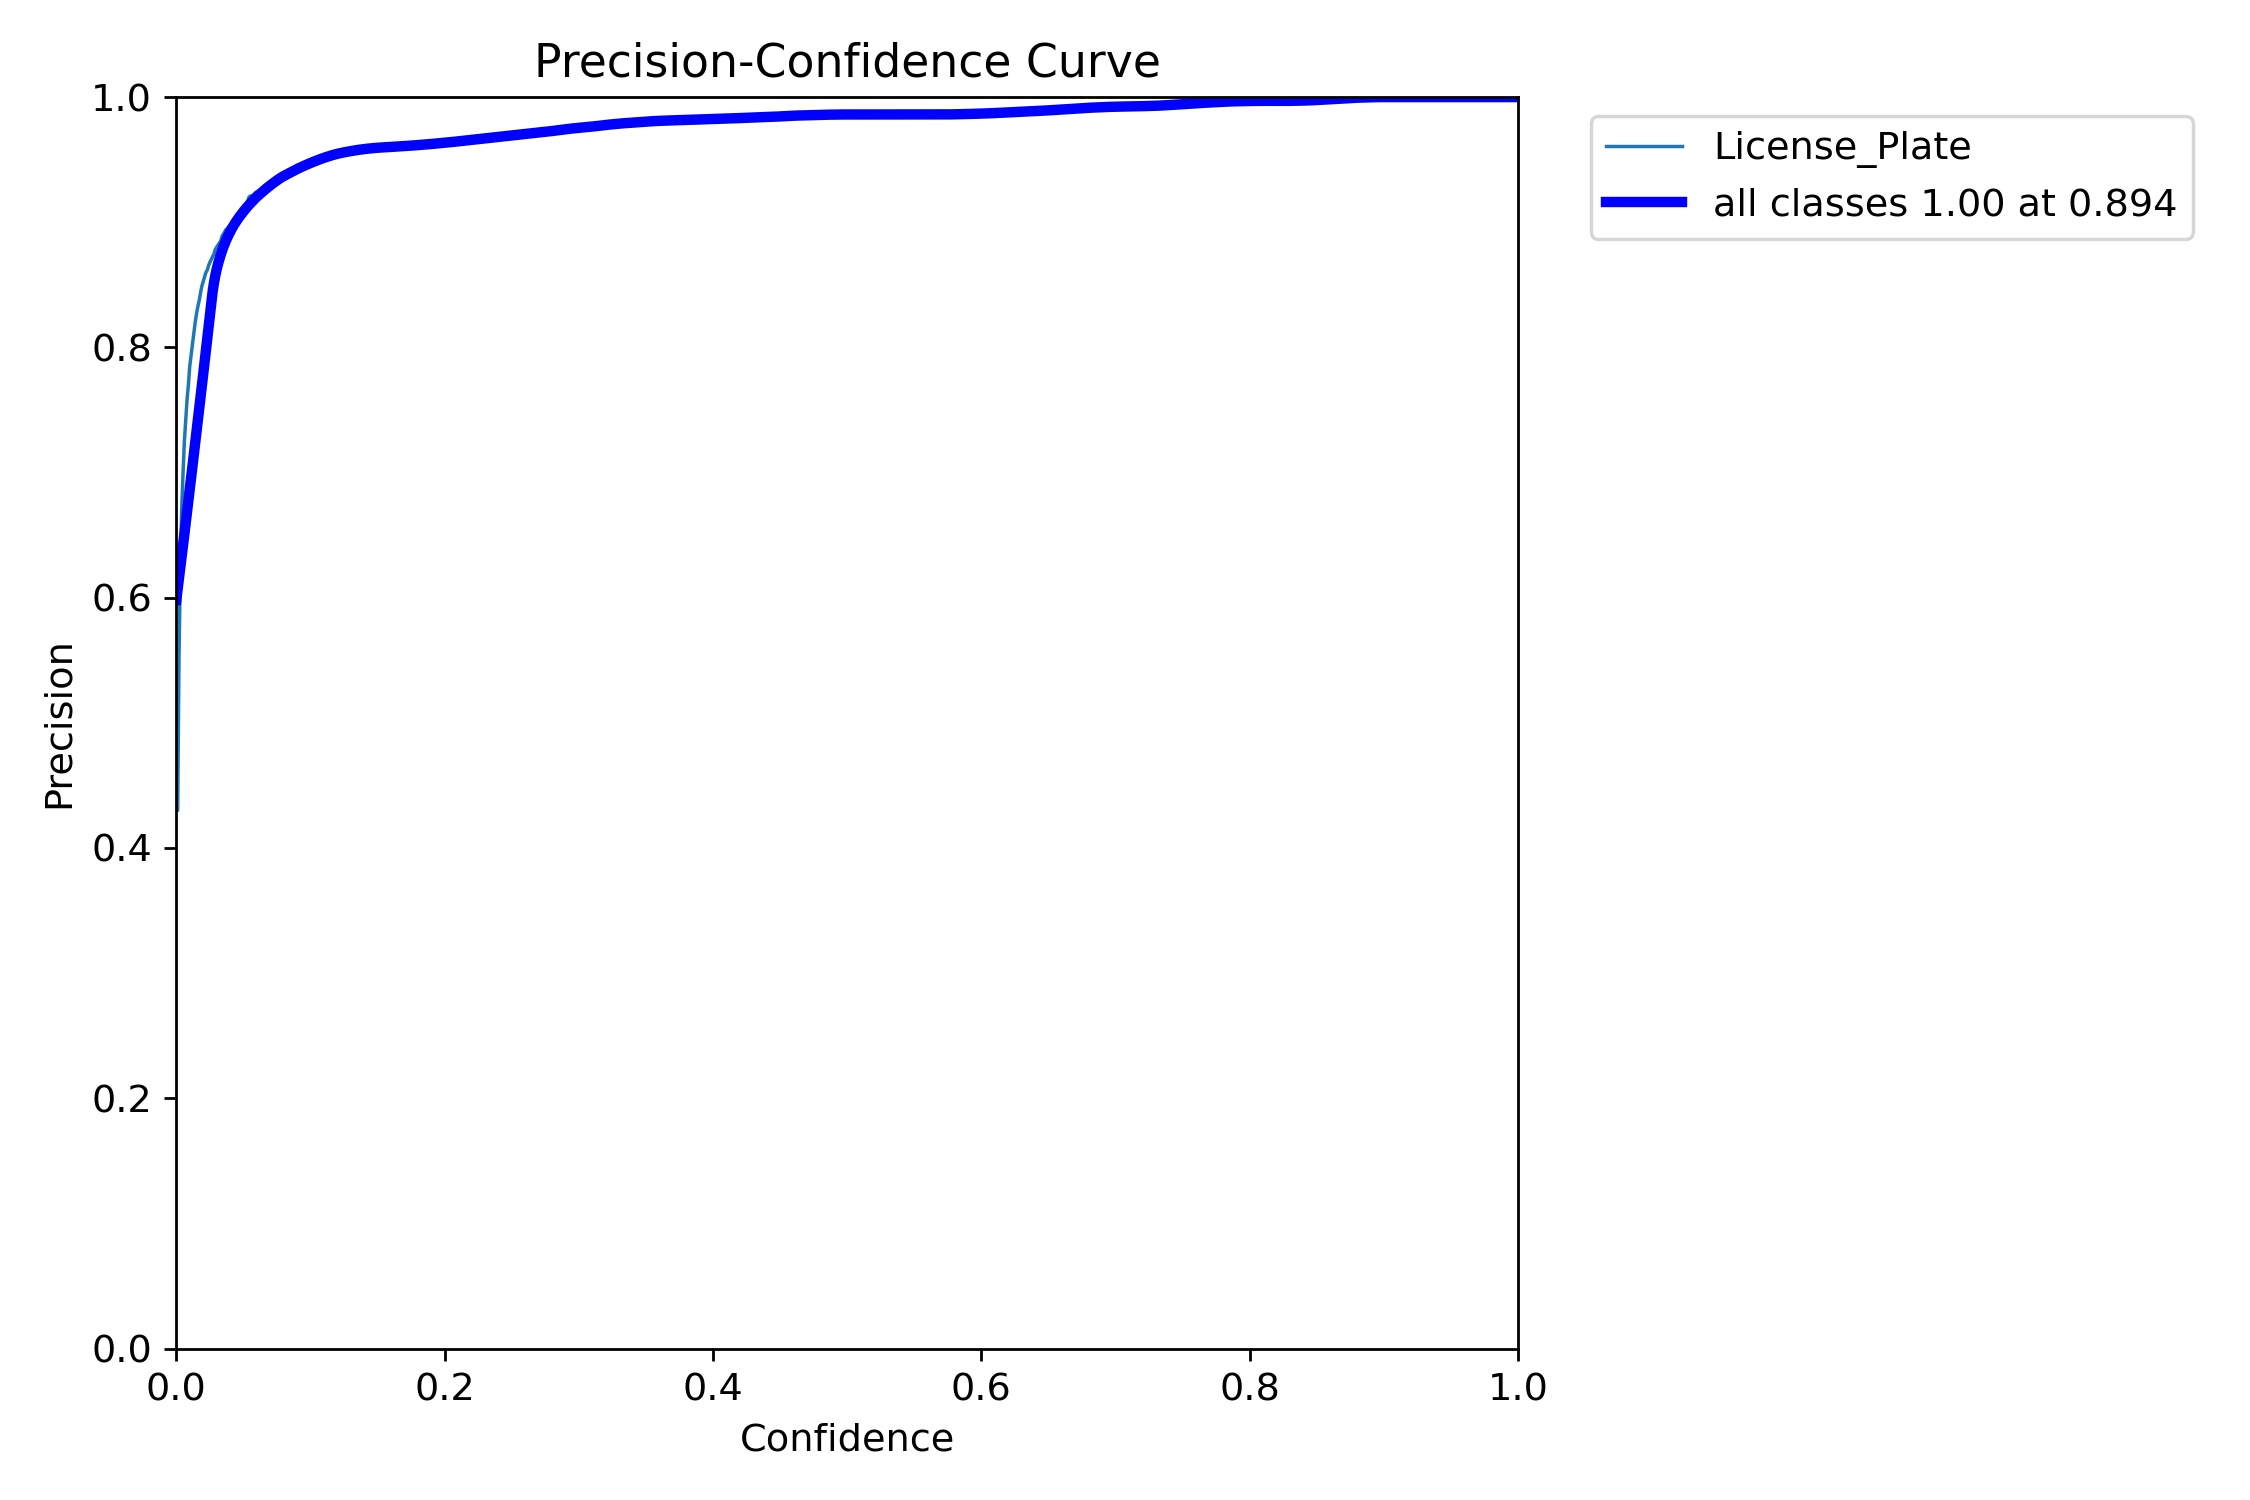 Precision-Confidence Curve
1.0
0.8
0.6
0.4
0.2
0.0
Precision
0.0 0.2 0.4 0.6 0.8 1.0
Confidence
License_Plate
all classes 1.00 at 0.894